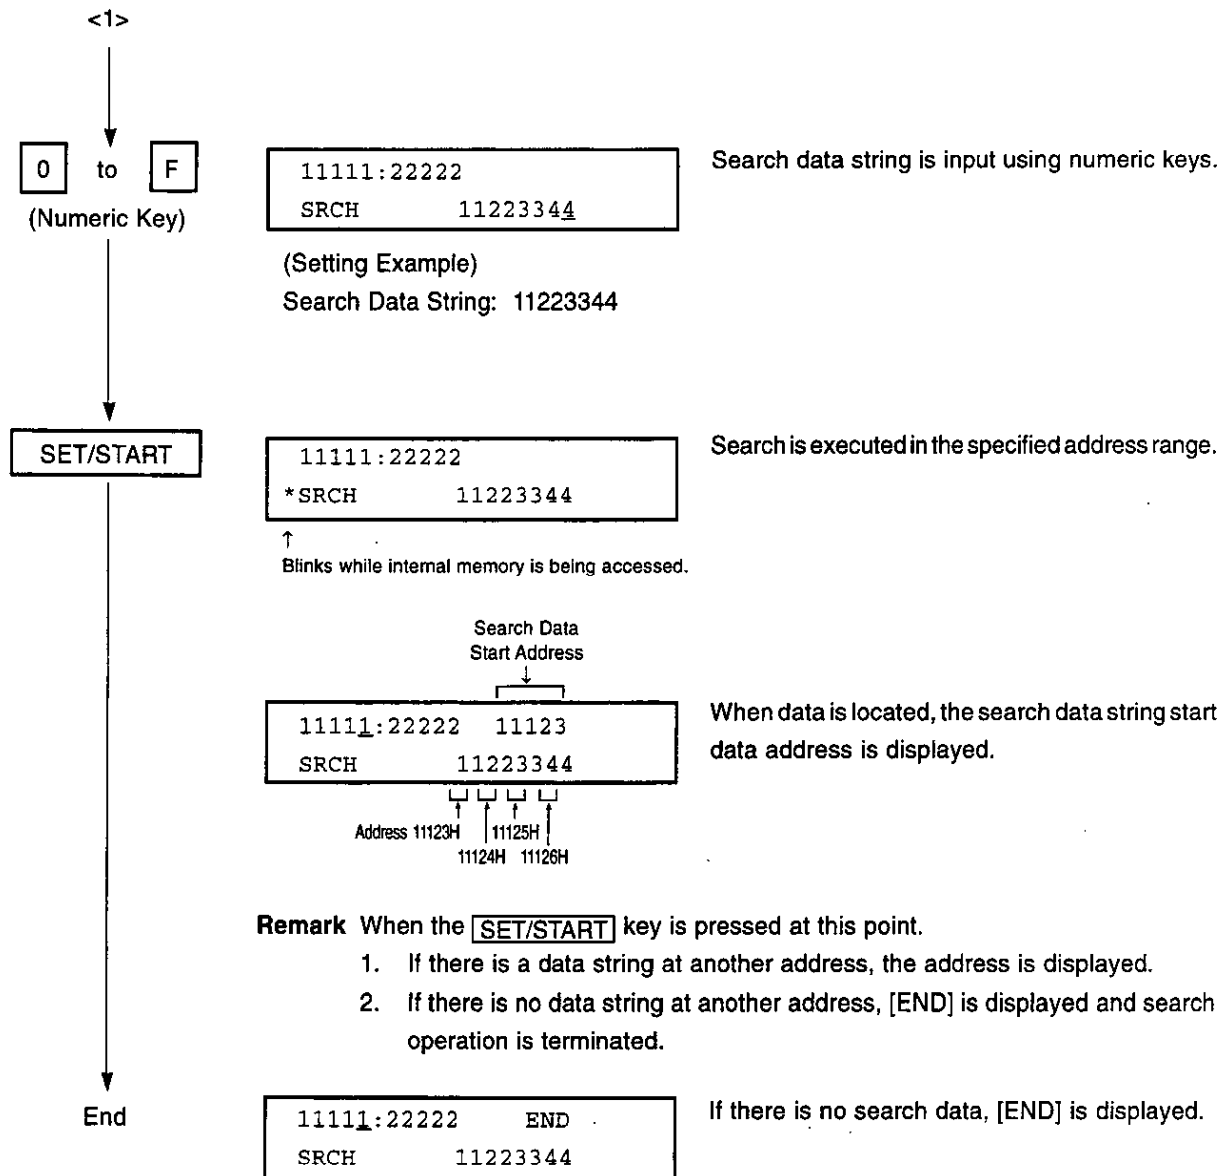 <1>
0 to F
(Numeric Key)
11111:22222
SRCH 11223344
Search data string is input using numeric keys.
(Setting Example)
Search Data String: 11223344
SET/START
11111:22222
*SRCH 11223344
Search is executed in the specified address range.
↑
Blinks while internal memory is being accessed.
Search Data
Start Address
11111:22222 11123
SRCH 11223344
When data is located, the search data string start
data address is displayed.
Address 11123H 11125H
11124H 11126H
Remark When the SET/START key is pressed at this point.
1. If there is a data string at another address, the address is displayed.
2. If there is no data string at another address, [END] is displayed and search
operation is terminated.
End
11111:22222 END
SRCH 11223344
If there is no search data, [END] is displayed.